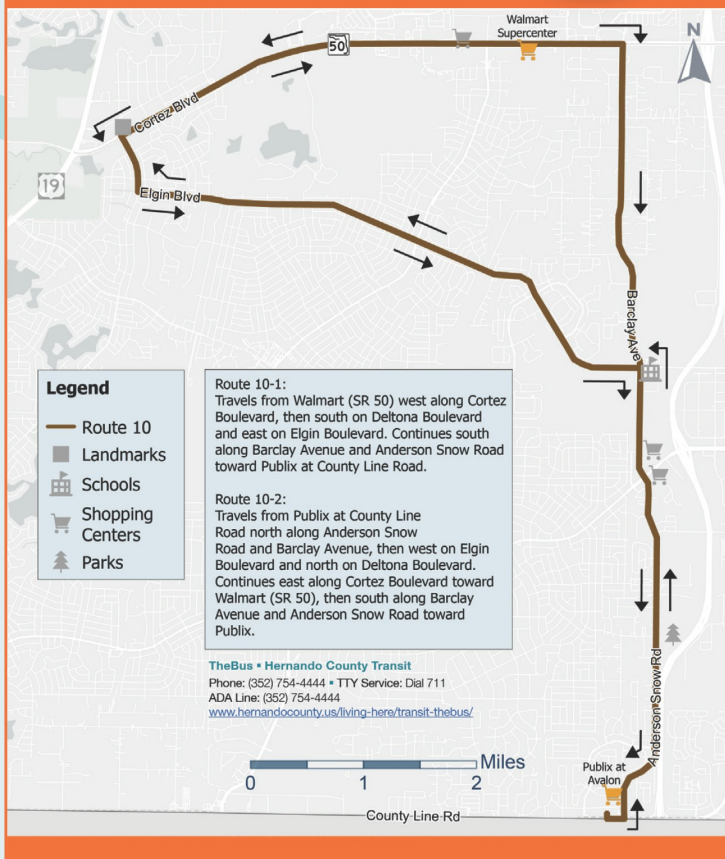 Walmart
Supercenter
N
50
Cortez Blvd
19
Elgin Blvd
Barclay Ave
Legend
Route 10
Landmarks
Schools
Shopping
Centers
Parks
Route 10-1:
Travels from Walmart (SR 50) west along Cortez
Boulevard, then south on Deltona Boulevard
and east on Elgin Boulevard. Continues south
along Barclay Avenue and Anderson Snow Road
toward Publix at County Line Road.
Route 10-2:
Travels from Publix at County Line
Road north along Anderson Snow
Road and Barclay Avenue, then west on Elgin
Boulevard and north on Deltona Boulevard.
Continues east along Cortez Boulevard toward
Walmart (SR 50), then south along Barclay
Avenue and Anderson Snow Road toward
Publix.
TheBus ▪ Hernando County Transit
Phone: (352) 754-4444 ▪ TTY Service: Dial 711
ADA Line: (352) 754-4444
www.hernandocounty.us/living-here/transit-thebus/
Anderson Snow Rd
Miles
0 1 2
Publix at
Avalon
County Line Rd